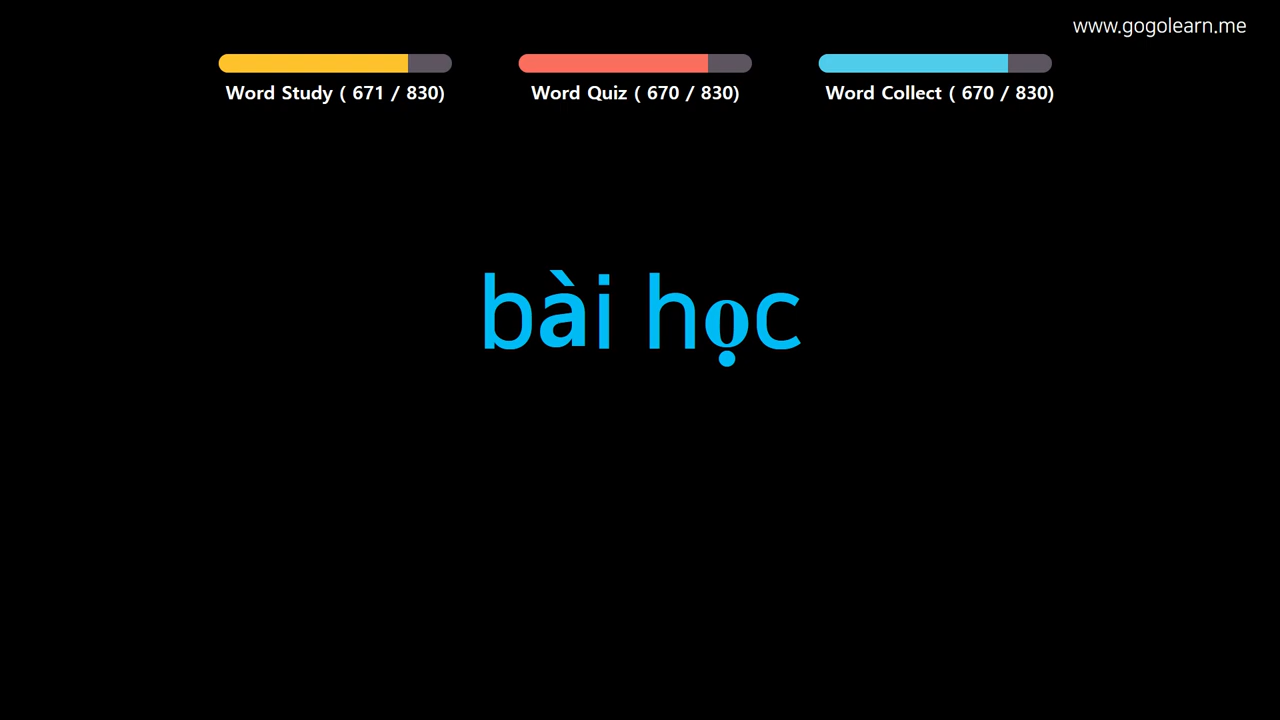 www.gogolearn.me
Word Study ( 671 / 830)
Word Quiz ( 670 / 830)
Word Collect ( 670 / 830)
bài học